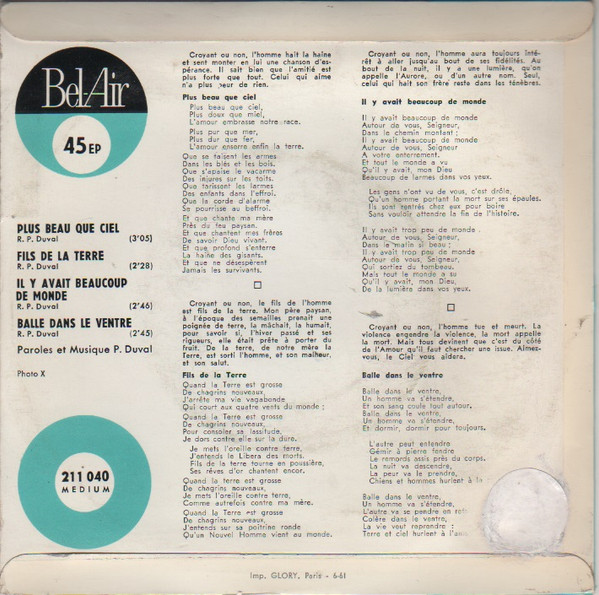 Bel-Air
45 EP
PLUS BEAU QUE CIEL
R. P. Duval (3'05)
FILS DE LA TERRE
R. P. Duval (2'28)
IL Y AVAIT BEAUCOUP
DE MONDE
R. P. Duval (2'46)
BALLE DANS LE VENTRE
R. P. Duval (2'45)
Paroles et Musique P. Duval
Photo X
211 040
MEDIUM
Croyant ou non, l'homme hait la haine
et sent monter en lui une chanson d'es-
pérance. Il sait bien que l'amitié est
plus forte que tout. Celui qui aime
n'a plus peur de rien.
Plus beau que ciel
Plus beau que ciel,
Plus doux que miel,
L'amour embrasse notre race.
Plus pur que mer,
Plus dur que fer,
L'amour ensorre enfin la terre.
Que se taisent les armes
Dans les blés et les bois.
Que s'apaise le vacarme
Des injures sur les toits.
Que tarissent les larmes
Des enfants dans l'effroi.
Que la corde d'alarme
Se pourrisse au beffroi.
Et que chante ma mère
Près du feu paysan.
Et que chantent mes frères
De savoir Dieu vivant.
Et que profond s'enterre
La haine des gisants.
Et que ne désespèrent
Jamais les survivants.
Croyant ou non, le fils de l'homme
est fils de la terre. Mon père paysan,
à l'époque des semailles prenait une
poignée de terre, la mâchait, la humait,
pour savoir si, l'hiver passé et ses
rigueurs, elle était prête à porter du
fruit. De la terre, de notre mère la
Terre, est sorti l'homme, et son malheur,
et son salut.
Fils de la Terre
Quand la Terre est grosse
De chagrins nouveaux,
J'arrête ma vie vagabonde
Qui court aux quatre vents du monde ;
Quand la Terre est grosse
De chagrins nouveaux,
Pour consoler sa lassitude,
Je dors contre elle sur la dure.
Je mets l'oreille contre terre,
J'entends le Libera des morts.
Fils de la terre tourne en poussière,
Ses rêves d'or chantent encor.
Quand la terre est grosse
De chagrins nouveaux,
Je mets l'oreille contre terre,
Comme autrefois contre ma mère.
Quand la Terre est grosse
De chagrins nouveaux,
J'entends sur sa poitrine ronde
Qu'un Nouvel Homme vient au monde.
Croyant ou non, l'homme aura toujours inté-
rêt à aller jusqu'au bout de ses fidélités. Au
bout de la nuit, il y a une lumière, qu'on
appelle l'Aurore, ou d'un autre nom. Seul,
celui qui hait son frère reste dans les ténèbres.
Il y avait beaucoup de monde
Il y avait beaucoup de monde
Autour de vous, Seigneur,
Dans le chemin montant ;
Il y avait beaucoup de monde
Autour de vous, Seigneur
A votre enterrement.
Et tout le monde a vu
Qu'il y avait, mon Dieu
Beaucoup de larmes dans vos yeux.
Les gens n'ont vu de vous, c'est drôle,
Qu'un homme portant la mort sur ses épaules.
Ils sont rentrés chez eux pour boire
Sans vouloir attendre la fin de l'histoire.
Il y avait trop peu de monde
Autour de vous, Seigneur,
Dans le matin si beau ;
Il y avait trop peu de monde
Autour de vous, Seigneur,
Qui sortiez du tombeau.
Mais tout le monde a su
Qu'il y avait, mon Dieu,
De la lumière dans vos yeux.
Croyant ou non, l'homme tue et meurt. La
violence engendre la violence, la mort appelle
la mort. Mais tous devinent que c'est du côté
de l'Amour qu'il faut chercher une issue. Aimez-
vous, le Ciel vous aidera.
Balle dans le ventre
Balle dans le ventre,
Un homme va s'étendre,
Et son sang coule tout autour.
Balle dans le ventre,
Un homme va s'étendre,
Et dormir, dormir pour toujours.
L'autre peut entendre
Gémir à pierre fendre
Le remords assis près du corps.
La nuit va descendre,
La peur va le prendre,
Chiens et hommes hurlent à la
Balle dans le ventre,
Un homme va s'étendre,
L'autre va se pendre en
Colère dans le ventre,
La vie veut reprendre :
Terre et ciel hurlent à
Imp. GLORY, Paris - 6-61